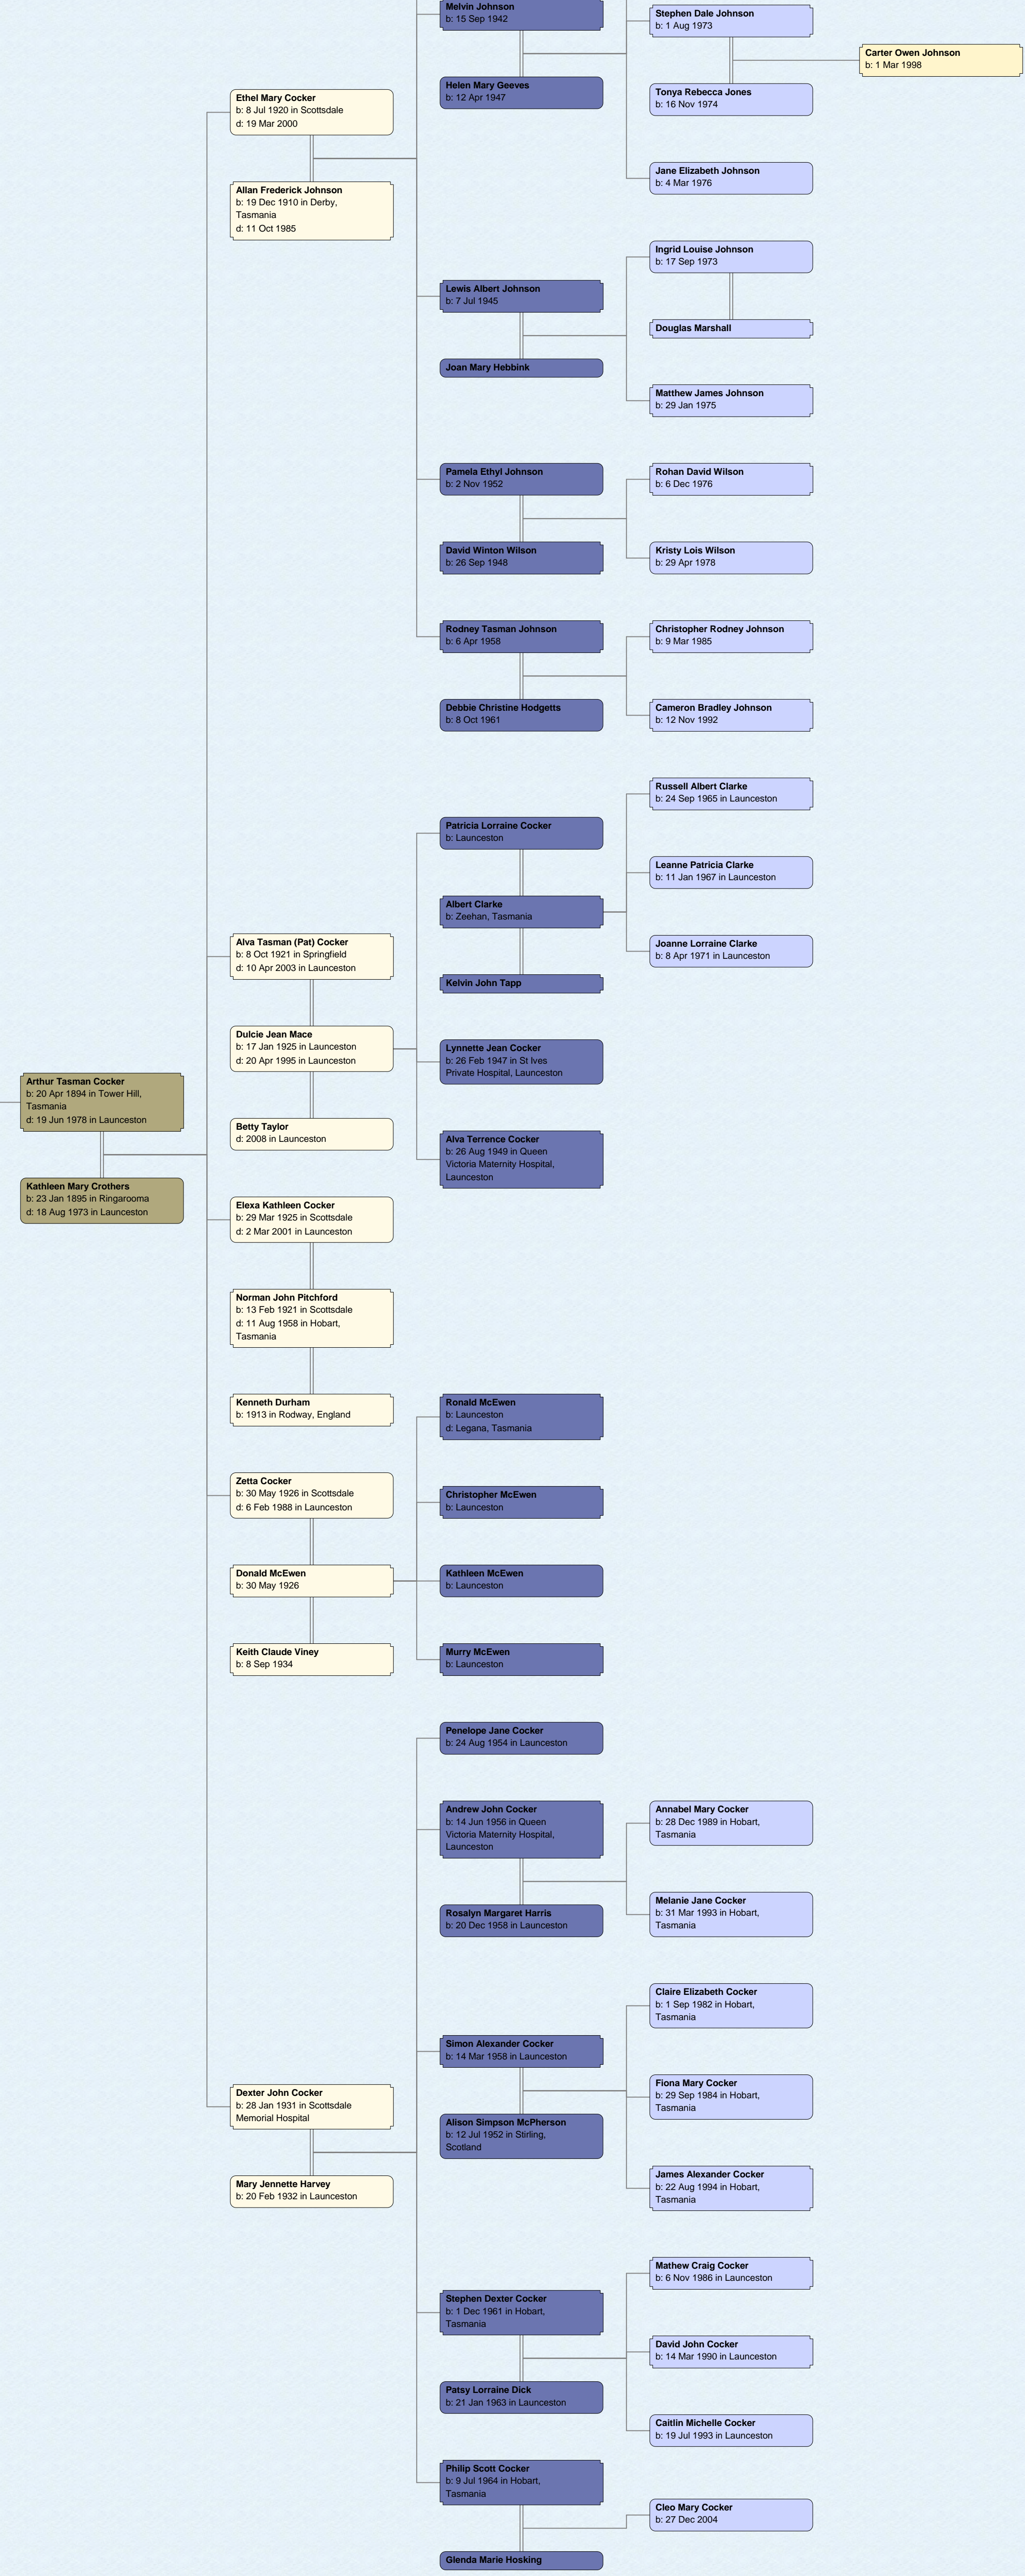 Melvin Johnson
b: 15 Sep 1942
Stephen Dale Johnson
b: 1 Aug 1973
Carter Owen Johnson
b: 1 Mar 1998
Helen Mary Geeves
b: 12 Apr 1947
Tonya Rebecca Jones
b: 16 Nov 1974
Ethel Mary Cocker
b: 8 Jul 1920 in Scottsdale
d: 19 Mar 2000
Jane Elizabeth Johnson
b: 4 Mar 1976
Allan Frederick Johnson
b: 19 Dec 1910 in Derby,
Tasmania
d: 11 Oct 1985
Ingrid Louise Johnson
b: 17 Sep 1973
Lewis Albert Johnson
b: 7 Jul 1945
Douglas Marshall
Joan Mary Hebbink
Matthew James Johnson
b: 29 Jan 1975
Pamela Ethyl Johnson
b: 2 Nov 1952
Rohan David Wilson
b: 6 Dec 1976
David Winton Wilson
b: 26 Sep 1948
Kristy Lois Wilson
b: 29 Apr 1978
Rodney Tasman Johnson
b: 6 Apr 1958
Christopher Rodney Johnson
b: 9 Mar 1985
Debbie Christine Hodgetts
b: 8 Oct 1961
Cameron Bradley Johnson
b: 12 Nov 1992
Russell Albert Clarke
b: 24 Sep 1965 in Launceston
Patricia Lorraine Cocker
b: Launceston
Leanne Patricia Clarke
b: 11 Jan 1967 in Launceston
Albert Clarke
b: Zeehan, Tasmania
Joanne Lorraine Clarke
b: 8 Apr 1971 in Launceston
Alva Tasman (Pat) Cocker
b: 8 Oct 1921 in Springfield
d: 10 Apr 2003 in Launceston
Kelvin John Tapp
Dulcie Jean Mace
b: 17 Jan 1925 in Launceston
d: 20 Apr 1995 in Launceston
Lynnette Jean Cocker
b: 26 Feb 1947 in St Ives
Private Hospital, Launceston
Arthur Tasman Cocker
b: 20 Apr 1894 in Tower Hill,
Tasmania
d: 19 Jun 1978 in Launceston
Betty Taylor
d: 2008 in Launceston
Alva Terrence Cocker
b: 26 Aug 1949 in Queen
Victoria Maternity Hospital,
Launceston
Kathleen Mary Crothers
b: 23 Jan 1895 in Ringarooma
d: 18 Aug 1973 in Launceston
Elexa Kathleen Cocker
b: 29 Mar 1925 in Scottsdale
d: 2 Mar 2001 in Launceston
Norman John Pitchford
b: 13 Feb 1921 in Scottsdale
d: 11 Aug 1958 in Hobart,
Tasmania
Kenneth Durham
b: 1913 in Rodway, England
Ronald McEwen
b: Launceston
d: Legana, Tasmania
Zetta Cocker
b: 30 May 1926 in Scottsdale
d: 6 Feb 1988 in Launceston
Christopher McEwen
b: Launceston
Donald McEwen
b: 30 May 1926
Kathleen McEwen
b: Launceston
Keith Claude Viney
b: 8 Sep 1934
Murry McEwen
b: Launceston
Penelope Jane Cocker
b: 24 Aug 1954 in Launceston
Andrew John Cocker
b: 14 Jun 1956 in Queen
Victoria Maternity Hospital,
Launceston
Annabel Mary Cocker
b: 28 Dec 1989 in Hobart,
Tasmania
Rosalyn Margaret Harris
b: 20 Dec 1958 in Launceston
Melanie Jane Cocker
b: 31 Mar 1993 in Hobart,
Tasmania
Claire Elizabeth Cocker
b: 1 Sep 1982 in Hobart,
Tasmania
Simon Alexander Cocker
b: 14 Mar 1958 in Launceston
Fiona Mary Cocker
b: 29 Sep 1984 in Hobart,
Tasmania
Dexter John Cocker
b: 28 Jan 1931 in Scottsdale
Memorial Hospital
Alison Simpson McPherson
b: 12 Jul 1952 in Stirling,
Scotland
James Alexander Cocker
b: 22 Aug 1994 in Hobart,
Tasmania
Mary Jennette Harvey
b: 20 Feb 1932 in Launceston
Mathew Craig Cocker
b: 6 Nov 1986 in Launceston
Stephen Dexter Cocker
b: 1 Dec 1961 in Hobart,
Tasmania
David John Cocker
b: 14 Mar 1990 in Launceston
Patsy Lorraine Dick
b: 21 Jan 1963 in Launceston
Caitlin Michelle Cocker
b: 19 Jul 1993 in Launceston
Philip Scott Cocker
b: 9 Jul 1964 in Hobart,
Tasmania
Cleo Mary Cocker
b: 27 Dec 2004
Glenda Marie Hosking